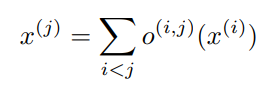 $x^{(j)} = \sum_{i<j} o^{(i,j)}(x^{(i)})$